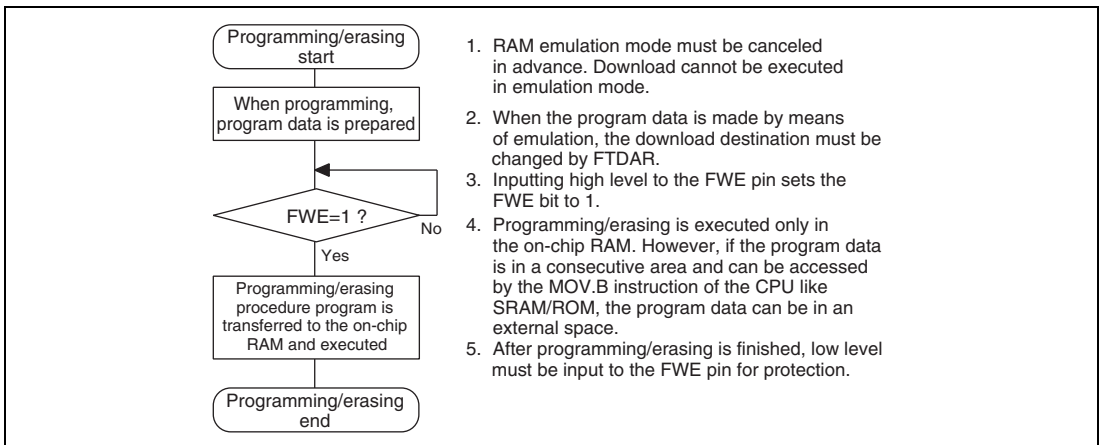 Programming/erasing
start
When programming,
program data is prepared
FWE=1 ?
No
Yes
Programming/erasing
procedure program is
transferred to the on-chip
RAM and executed
Programming/erasing
end
1. RAM emulation mode must be canceled
in advance. Download cannot be executed
in emulation mode.
2. When the program data is made by means
of emulation, the download destination must be
changed by FTDAR.
3. Inputting high level to the FWE pin sets the
FWE bit to 1.
4. Programming/erasing is executed only in
the on-chip RAM. However, if the program data
is in a consecutive area and can be accessed
by the MOV.B instruction of the CPU like
SRAM/ROM, the program data can be in an
external space.
5. After programming/erasing is finished, low level
must be input to the FWE pin for protection.